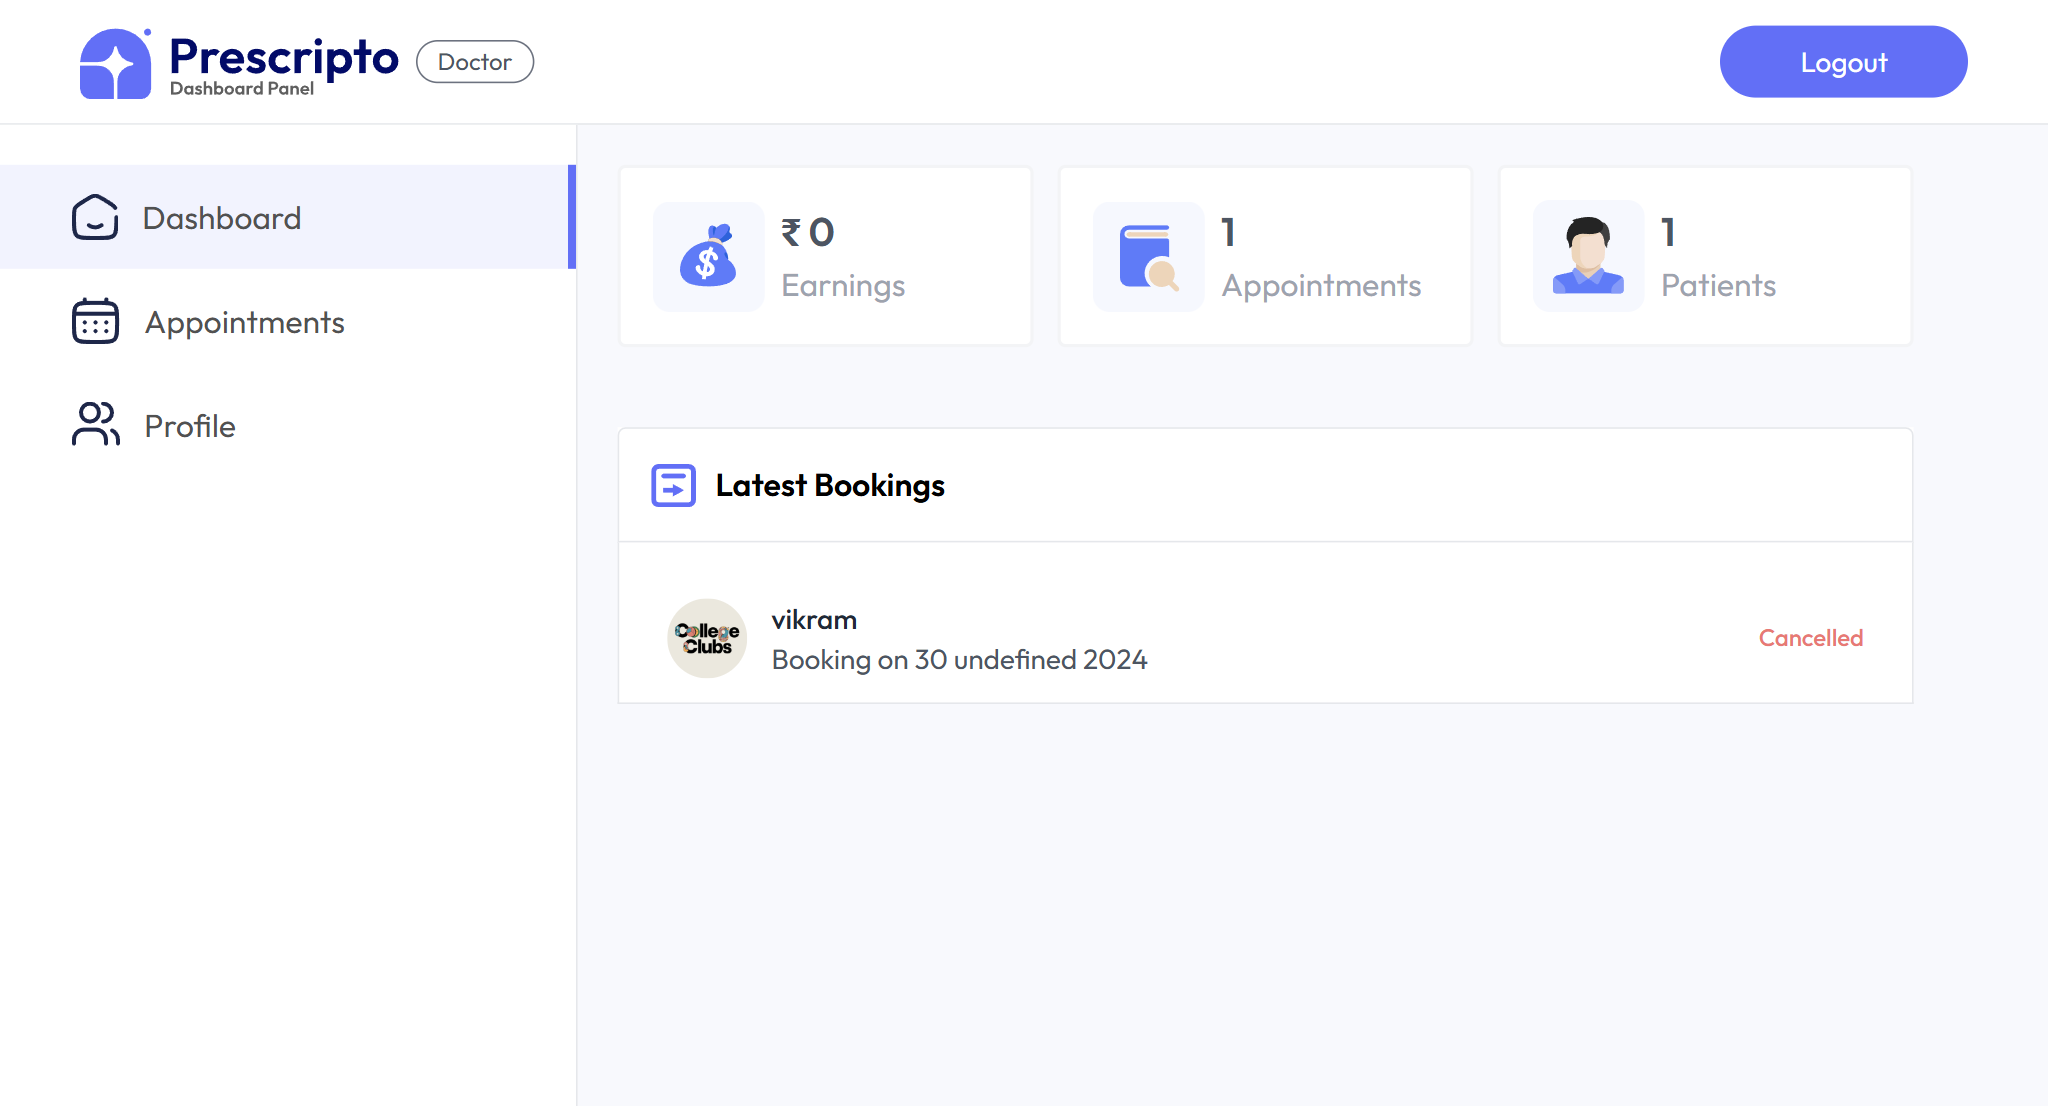 Prescripto
Dashboard Panel
Doctor
Logout
Dashboard
Appointments
Profile
₹ 0
Earnings
1
Appointments
1
Patients
Latest Bookings
College
Clubs
vikram
Booking on 30 undefined 2024
Cancelled